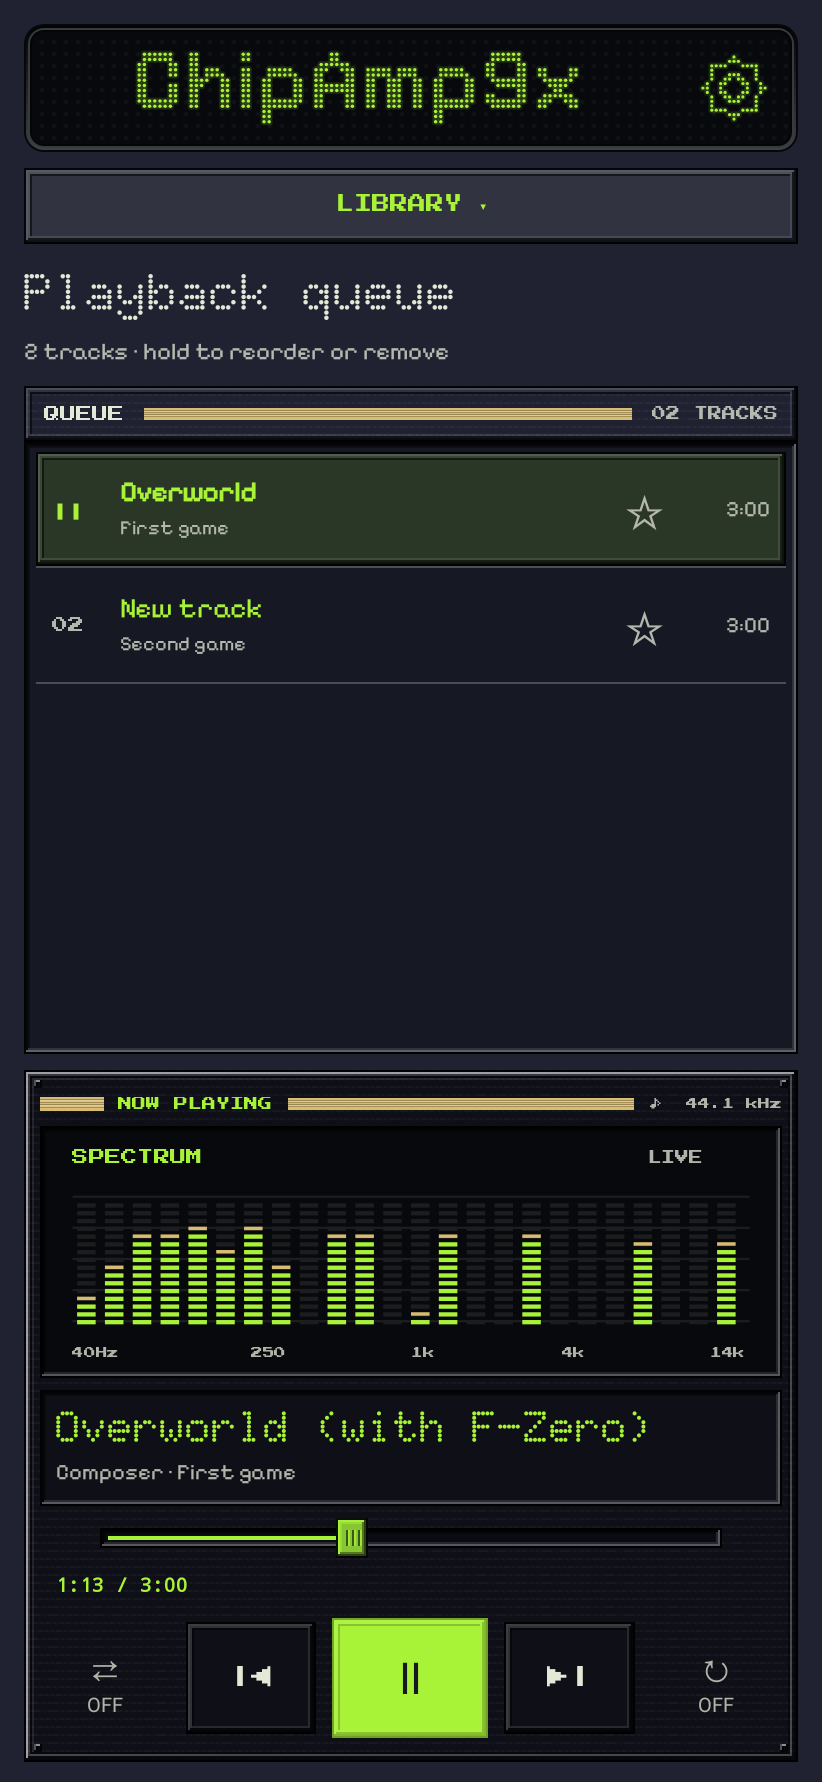 ChipAmp9x
LIBRARY ▾
Playback queue
2 tracks · hold to reorder or remove
QUEUE 02 TRACKS
Overworld
First game
3:00
02
New track
Second game
3:00
NOW PLAYING ♪ 44.1 kHz
SPECTRUM LIVE
40Hz 250 1k 4k 14k
Overworld (with F-Zero)
Composer · First game
1:13 / 3:00
OFF OFF